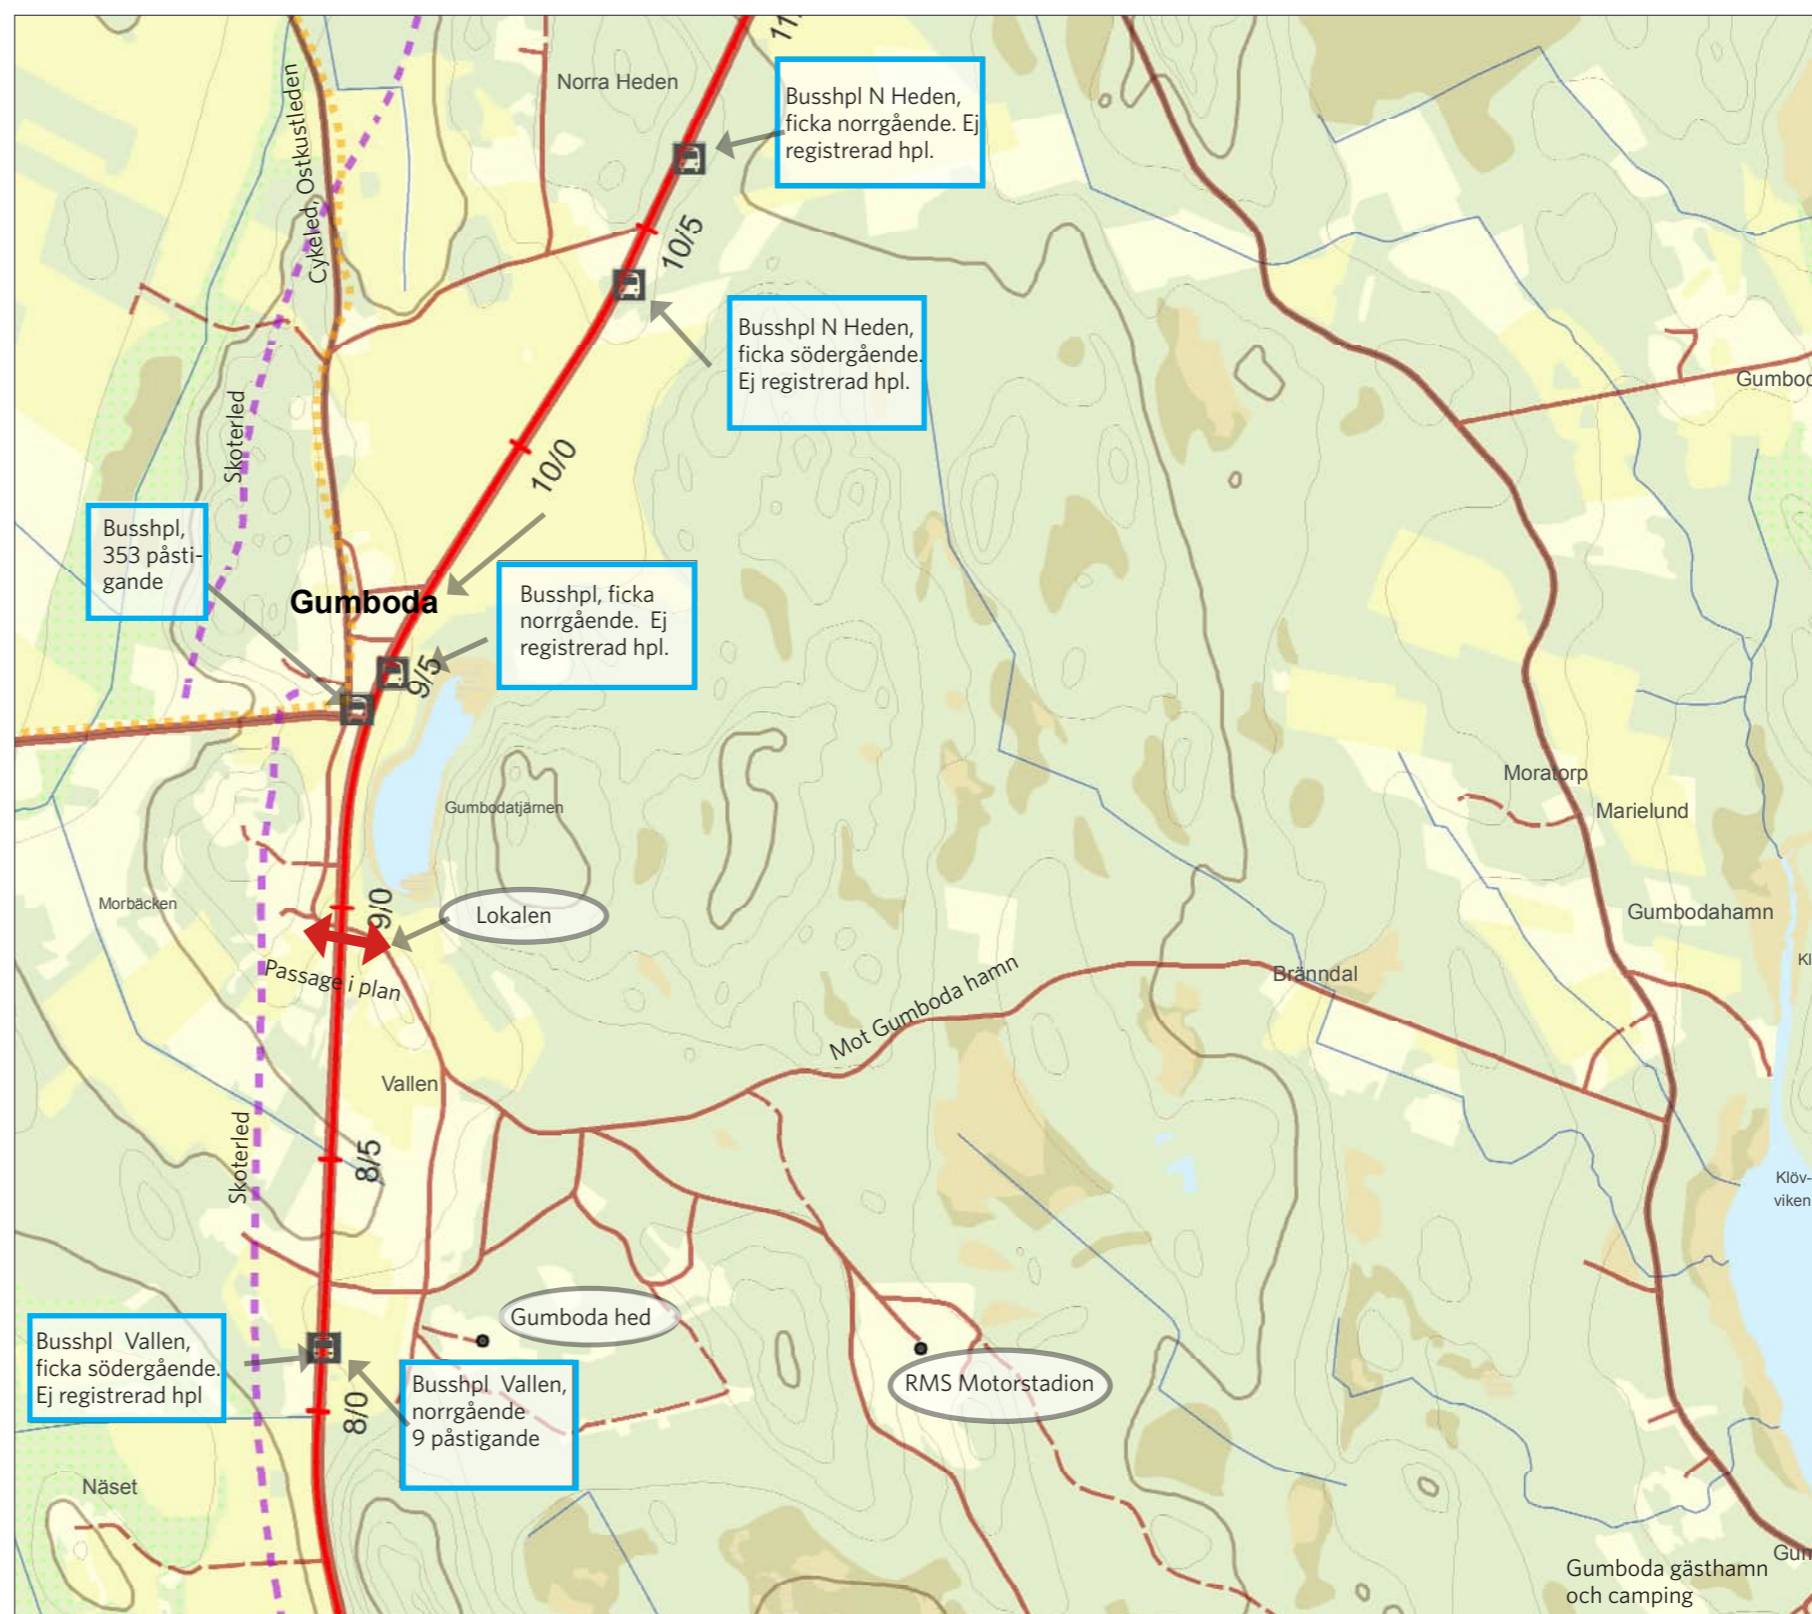 11
Norra Heden
Busshpl N Heden,
ficka norrgående. Ej
registrerad hpl.
Cykeled, Ostkustleden
10/5
Busshpl N Heden,
ficka södergående.
Ej registrerad hpl.
Gumbod
Skoterled
10/0
Busshpl,
353 påsti-
gande
Gumboda
Busshpl, ficka
norrgående. Ej
registrerad hpl.
9/5
Moratorp
Marielund
Gumbodatjärnen
Morbäcken
9/0
Lokalen
Gumbodahamn
Passage i plan
Mot Gumboda hamn
Bränndal
Kl
Vallen
Skoterled
8/5
Klöv-
viken
Gumboda hed
Busshpl Vallen,
ficka södergående.
Ej registrerad hpl
Busshpl Vallen,
norrgående
9 påstigande
8/0
RMS Motorstadion
Näset
Gum
Gumboda gästhamn
och camping